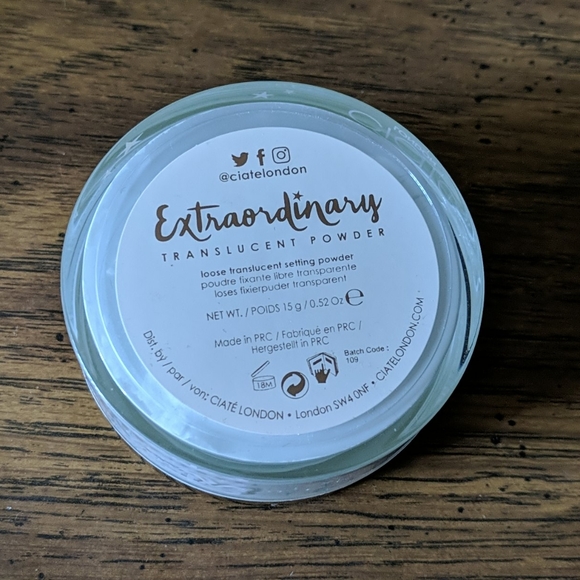 @ciatelondon
Extraordinary
TRANSLUCENT POWDER
loose translucent setting powder
poudre fixante libre transparente
loses fixierpuder transparent
NET WT. / POIDS 15 g / 0.52 Oz ℮
Made in PRC / Fabriqué en PRC /
Hergestellt in PRC
18M
Batch Code :
109
Dist. by / par / von: CIATÉ LONDON • London SW4 0NF • CIATELONDON.COM